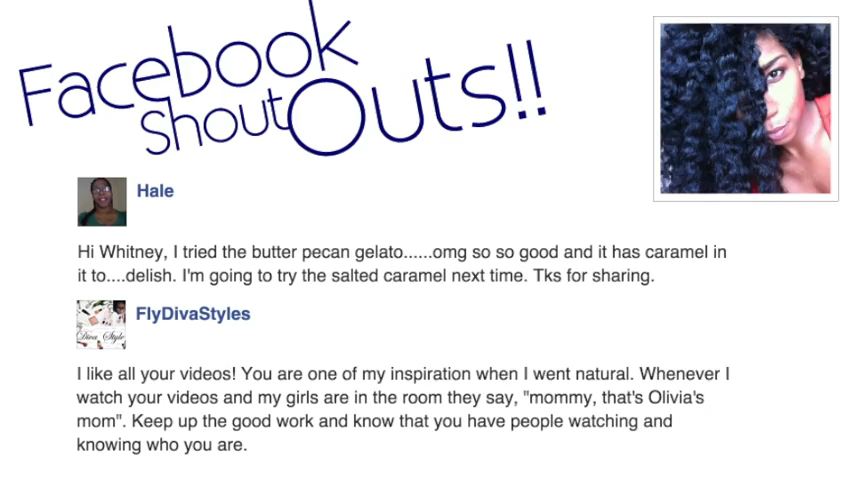 Facebook
Shout Outs!!
Hale
Hi Whitney, I tried the butter pecan gelato......omg so so good and it has caramel in
it to....delish. I'm going to try the salted caramel next time. Tks for sharing.
FlyDivaStyles
Diva Style
I like all your videos! You are one of my inspiration when I went natural. Whenever I
watch your videos and my girls are in the room they say, "mommy, that's Olivia's
mom". Keep up the good work and know that you have people watching and
knowing who you are.